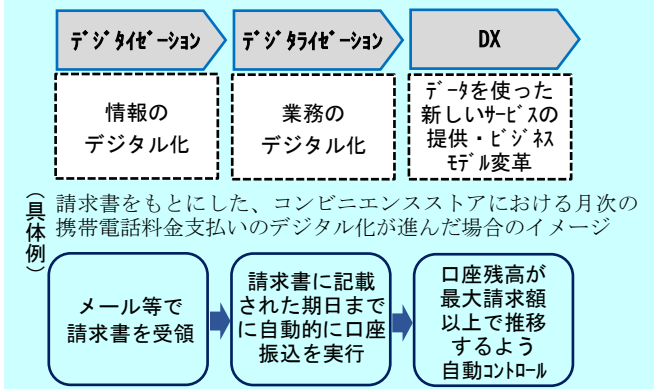 ﾃﾞｼﾞﾀｲｾﾞｰｼｮﾝ
ﾃﾞｼﾞﾀﾗｲｾﾞｰｼｮﾝ
DX
情報の
デジタル化
業務の
デジタル化
ﾃﾞｰﾀを使った
新しいｻｰﾋﾞｽの
提供・ﾋﾞｼﾞﾈｽ
ﾓﾃﾞﾙ変革
（具体例）
請求書をもとにした、コンビニエンスストアにおける月次の
携帯電話料金支払いのデジタル化が進んだ場合のイメージ
メール等で
請求書を受領
請求書に記載
された期日まで
に自動的に口座
振込を実行
口座残高が
最大請求額
以上で推移
するよう
自動ｺﾝﾄﾛｰﾙ